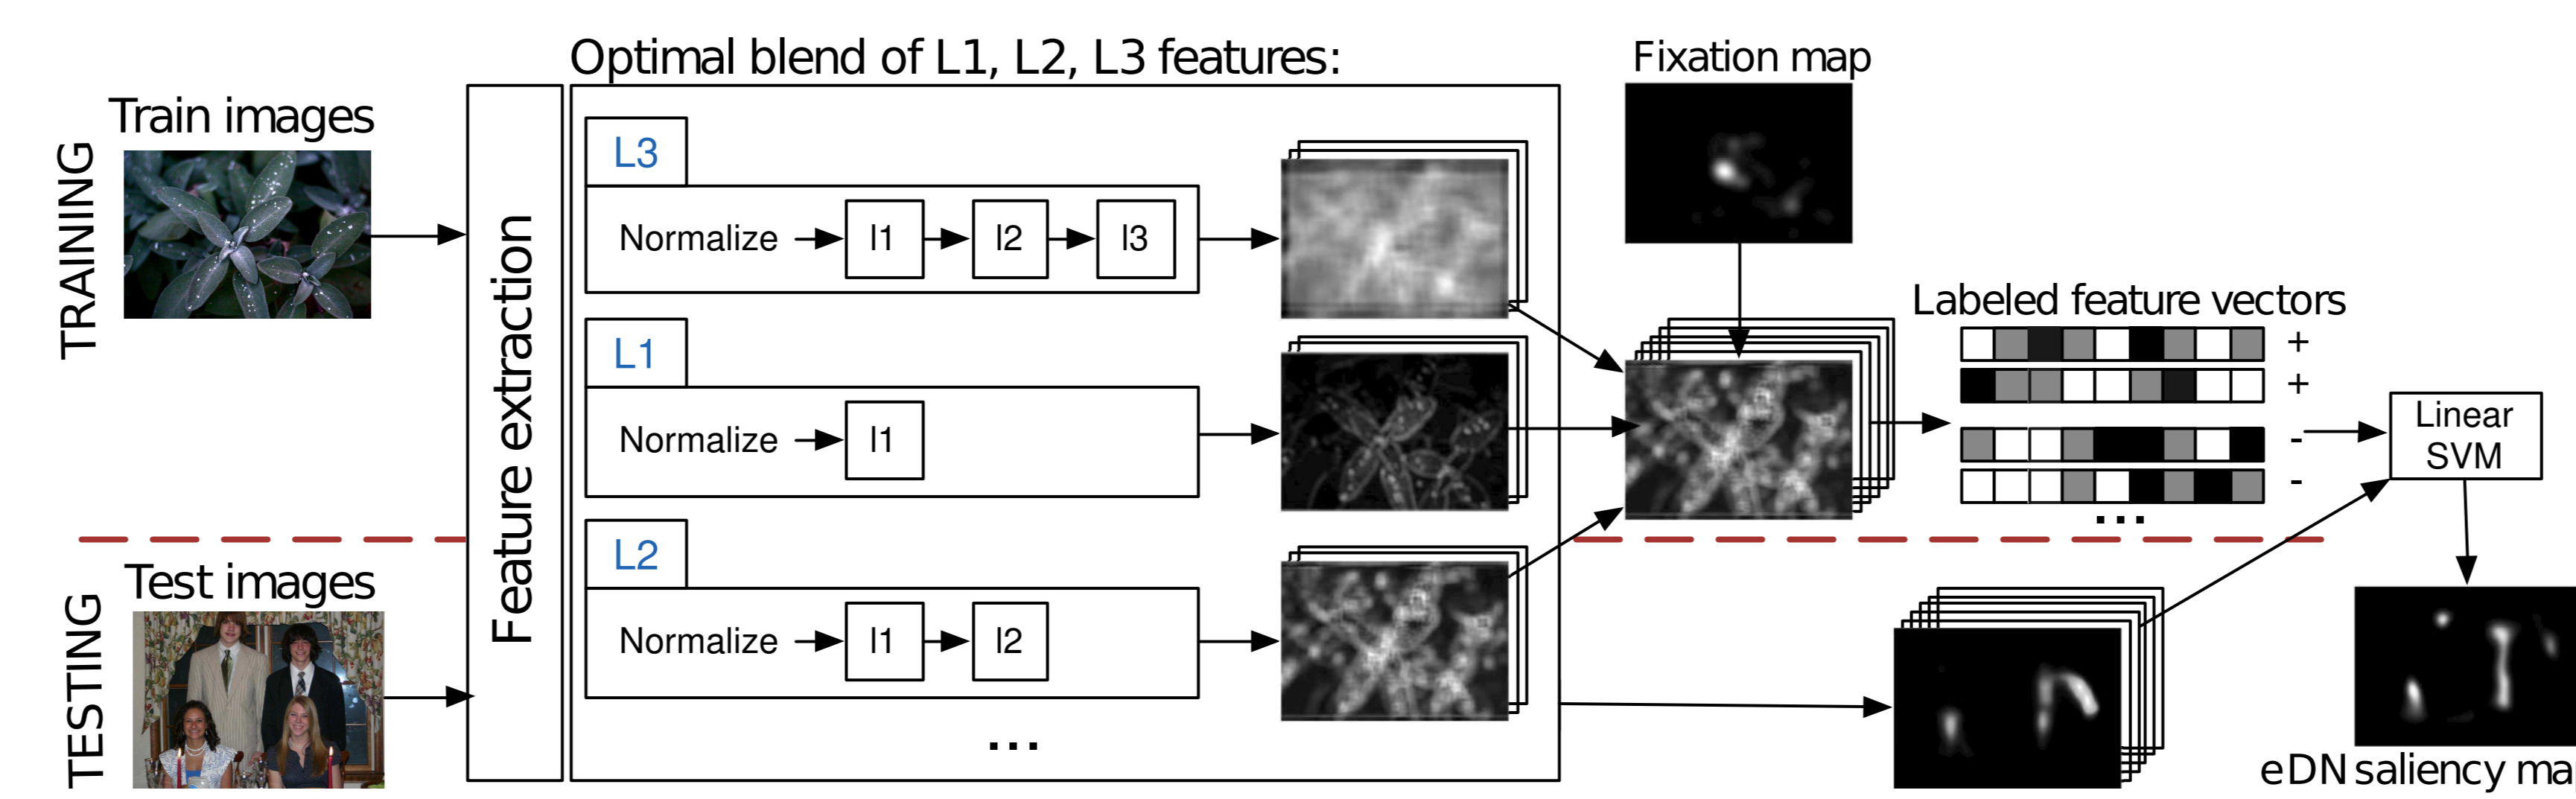 Optimal blend of L1, L2, L3 features:
Fixation map
Train images
TRAINING
Feature extraction
L3
Normalize l1 l2 l3
Labeled feature vectors
+
+
-
-
...
Linear
SVM
L1
Normalize l1
L2
Normalize l1 l2
...
Test images
TESTING
eDN saliency ma